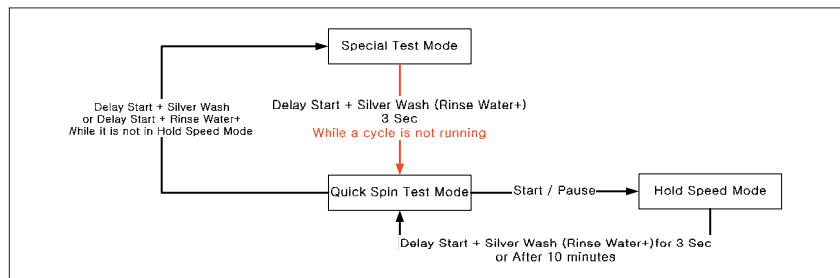 Special Test Mode
Delay Start + Silver Wash
or Delay Start + Rinse Water+
While it is not in Hold Speed Mode
Delay Start + Silver Wash (Rinse Water+)
3 Sec
While a cycle is not running
Quick Spin Test Mode
Start / Pause
Hold Speed Mode
Delay Start + Silver Wash (Rinse Water+)for 3 Sec
or After 10 minutes